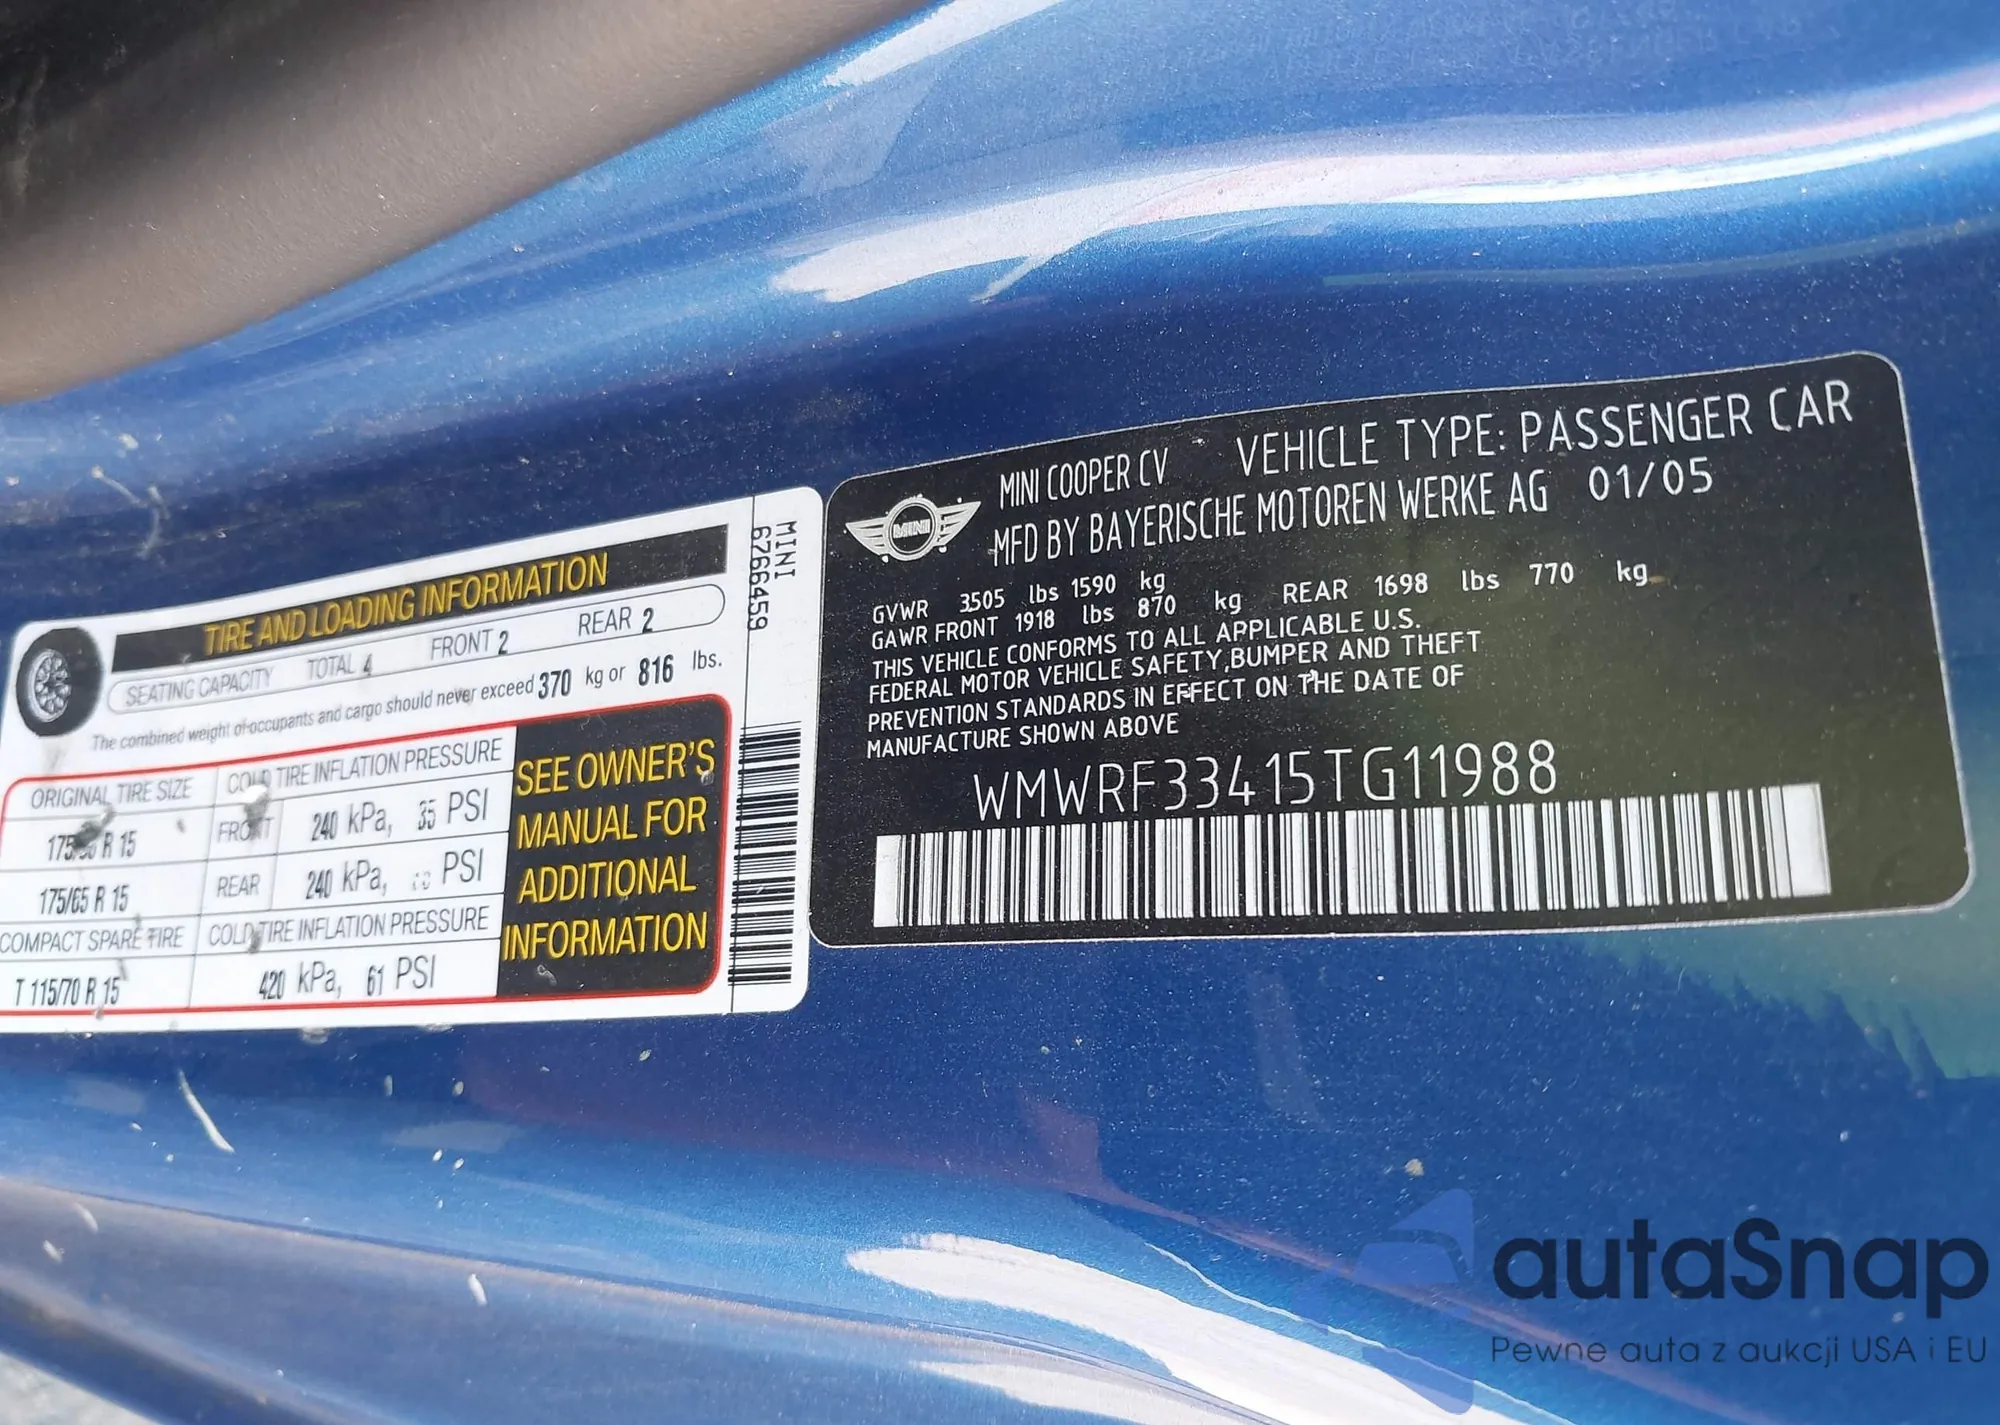 TIRE AND LOADING INFORMATION
SEATING CAPACITY TOTAL 4 FRONT 2 REAR 2
The combined weight of occupants and cargo should never exceed 370 kg or 816 lbs.
ORIGINAL TIRE SIZE COLD TIRE INFLATION PRESSURE
R 15 FRONT 240 kPa, 35 PSI
175/65 R 15 REAR 240 kPa, PSI
COMPACT SPARE TIRE COLD TIRE INFLATION PRESSURE
T 115/70 R 15 420 kPa, 61 PSI
SEE OWNER'S
MANUAL FOR
ADDITIONAL
INFORMATION
MINI
6766459
MINI
MINI COOPER CV VEHICLE TYPE: PASSENGER CAR
MFD BY BAYERISCHE MOTOREN WERKE AG 01/05
GVWR 3505 lbs 1590 kg
GAWR FRONT 1918 lbs 870 kg REAR 1698 lbs 770 kg
THIS VEHICLE CONFORMS TO ALL APPLICABLE U.S.
FEDERAL MOTOR VEHICLE SAFETY,BUMPER AND THEFT
PREVENTION STANDARDS IN EFFECT ON THE DATE OF
MANUFACTURE SHOWN ABOVE
WMWRF33415TG11988
autaSnap
Pewne auta z aukcji USA i EU